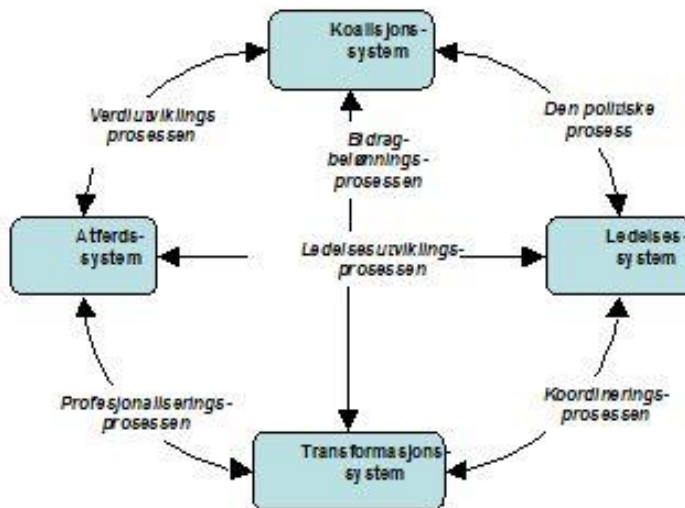 Koalisjons-
system
Verdiutviklings
prosessen
Den politiske
prosess
Bidrag-
belønnings-
prosessen
Atferds-
system
Ledelsesutviklings-
prosessen
Ledelses-
system
Profesjonaliserings-
prosessen
Koordinerings-
prosessen
Transformasjons-
system